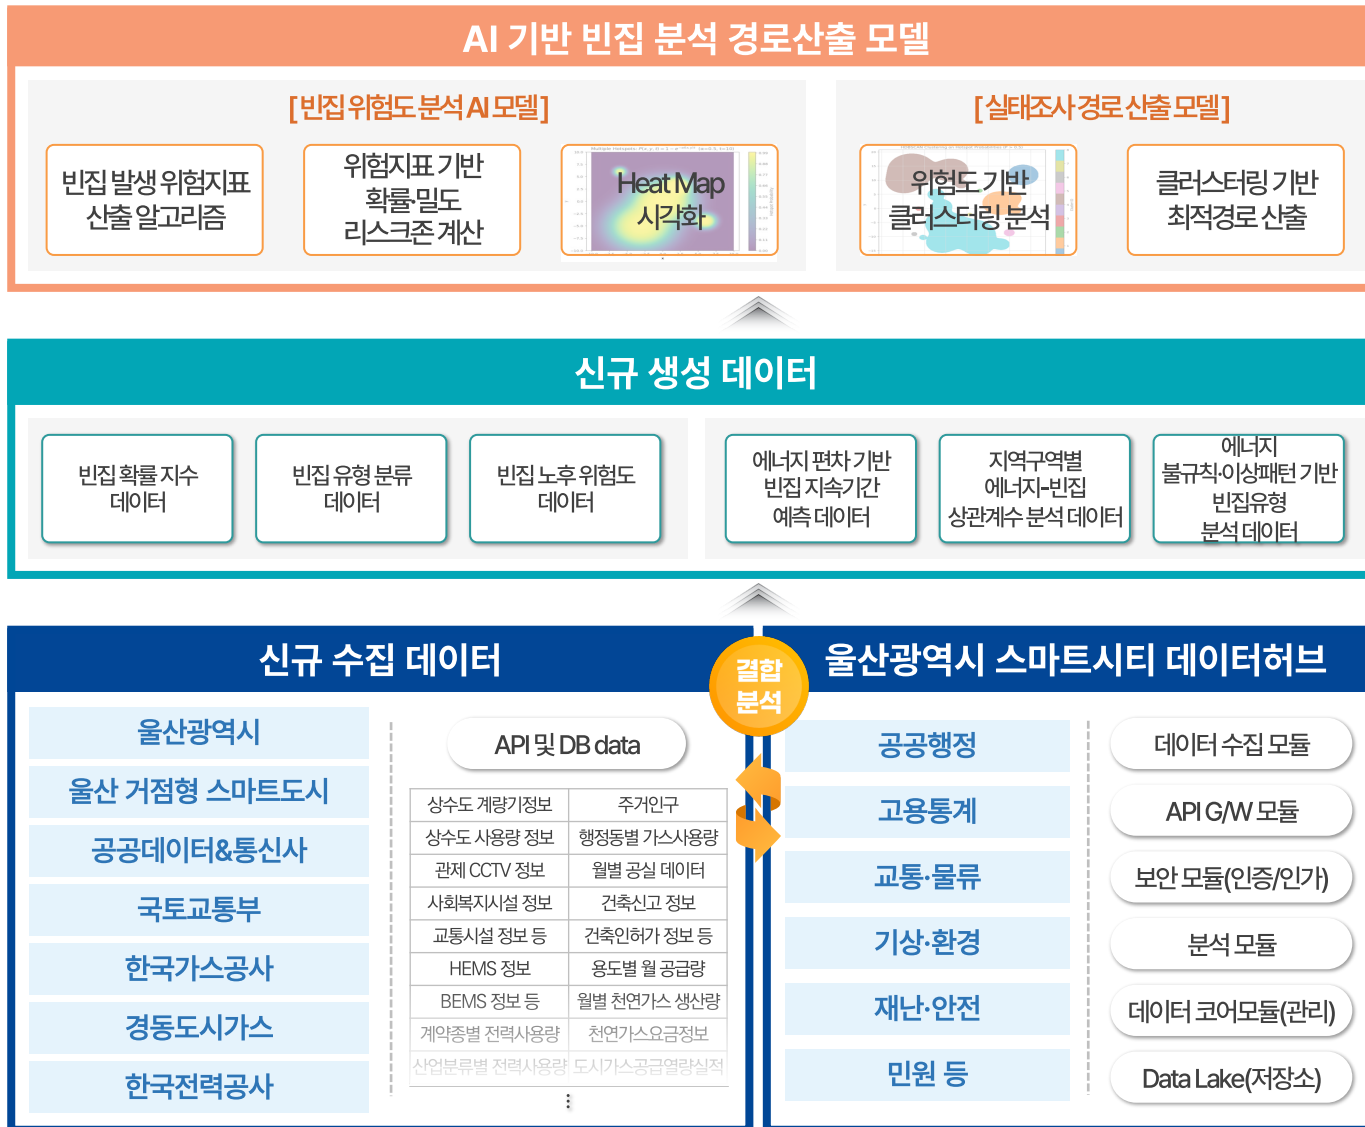 AI 기반 빈집 분석 경로산출 모델
[ 빈집 위험도 분석 AI 모델 ]
빈집 발생 위험지표
산출 알고리즘
위험지표 기반
확률·밀도
리스크존 계산
Heat Map
시각화
[ 실태조사 경로 산출 모델 ]
위험도 기반
클러스터링 분석
클러스터링 기반
최적경로 산출
신규 생성 데이터
빈집 확률 지수
데이터
빈집 유형 분류
데이터
빈집 노후 위험도
데이터
에너지 편차 기반
빈집 지속기간
예측 데이터
지역구역별
에너지-빈집
상관계수 분석 데이터
에너지
불규칙·이상패턴 기반
빈집유형
분석 데이터
신규 수집 데이터
울산광역시
울산 거점형 스마트도시
공공데이터&통신사
국토교통부
한국가스공사
경동도시가스
한국전력공사
API 및 DB data
상수도 계량기정보 주거인구
상수도 사용량 정보 행정동별 가스사용량
관제 CCTV 정보 월별 공실 데이터
사회복지시설 정보 건축신고 정보
교통시설 정보 등 건축인허가 정보 등
HEMS 정보 용도별 월 공급량
BEMS 정보 등 월별 천연가스 생산량
계약종별 전력사용량 천연가스요금정보
산업분류별 전력사용량 도시가스공급열량실적
⋮
결합
분석
울산광역시 스마트시티 데이터허브
공공행정
고용통계
교통·물류
기상·환경
재난·안전
민원 등
데이터 수집 모듈
API G/W 모듈
보안 모듈(인증/인가)
분석 모듈
데이터 코어모듈(관리)
Data Lake(저장소)